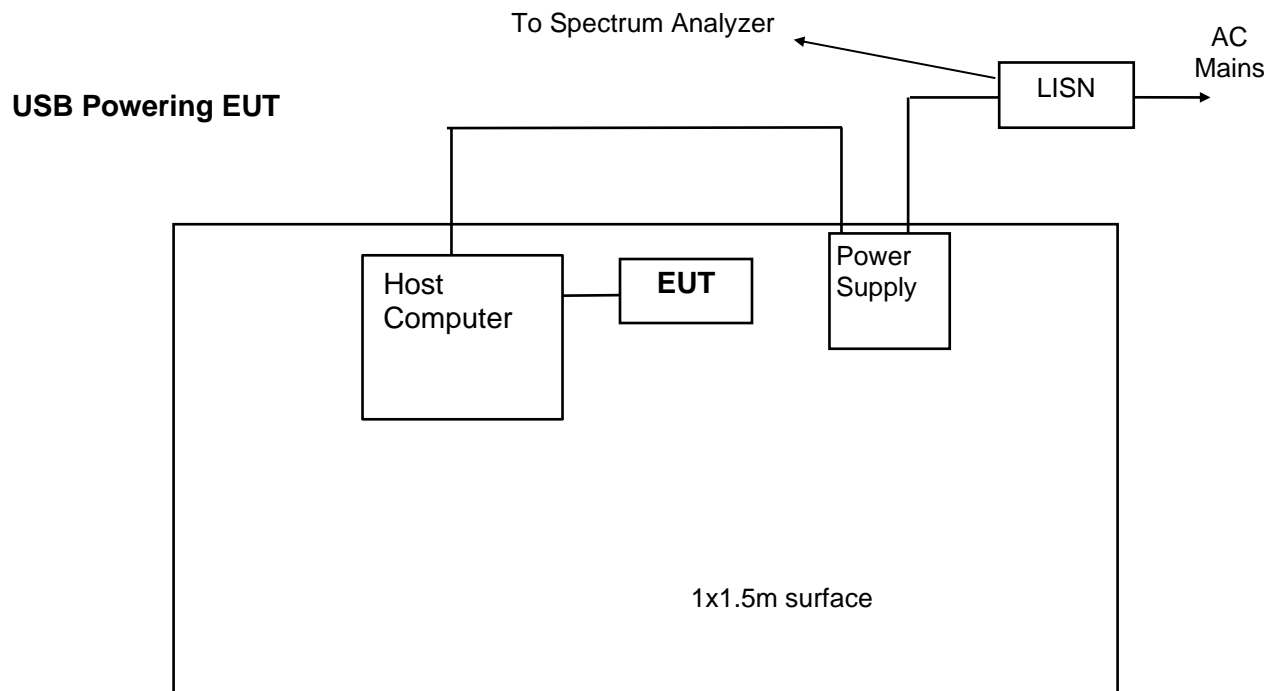 To Spectrum Analyzer
AC
Mains
LISN
USB Powering EUT
Power
Supply
EUT
Host
Computer
1x1.5m surface